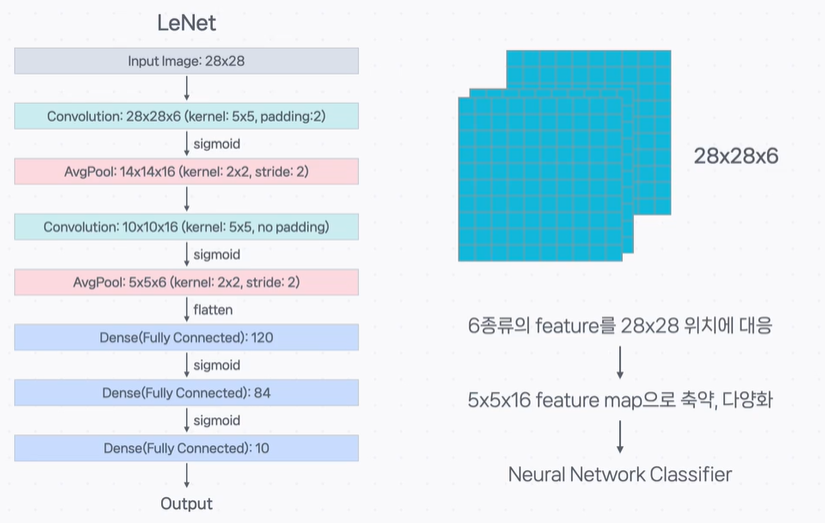 LeNet
Input Image: 28x28
Convolution: 28x28x6 (kernel: 5x5, padding:2)
sigmoid
AvgPool: 14x14x16 (kernel: 2x2, stride: 2)
Convolution: 10x10x16 (kernel: 5x5, no padding)
sigmoid
AvgPool: 5x5x6 (kernel: 2x2, stride: 2)
flatten
Dense(Fully Connected): 120
sigmoid
Dense(Fully Connected): 84
sigmoid
Dense(Fully Connected): 10
Output
28x28x6
6종류의 feature를 28x28 위치에 대응
5x5x16 feature map으로 축약, 다양화
Neural Network Classifier